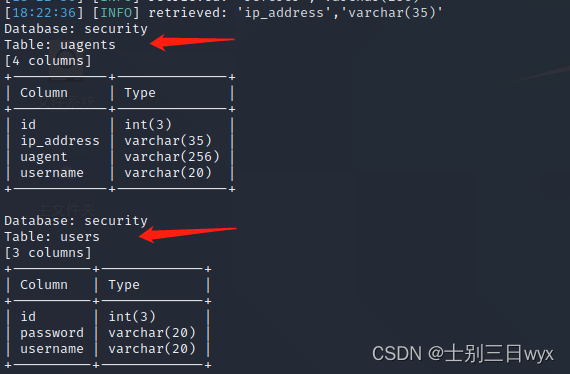 [18:22:36] [INFO] retrieved: 'ip_address','varchar(35)'
Database: security
Table: uagents
[4 columns]
+------------+--------------+
| Column | Type |
+------------+--------------+
| id | int(3) |
| ip_address | varchar(35) |
| uagent | varchar(256) |
| username | varchar(20) |
+------------+--------------+
Database: security
Table: users
[3 columns]
+----------+-------------+
| Column | Type |
+----------+-------------+
| id | int(3) |
| password | varchar(20) |
| username | varchar(20) |
+----------+-------------+
CSDN @士别三日wyx